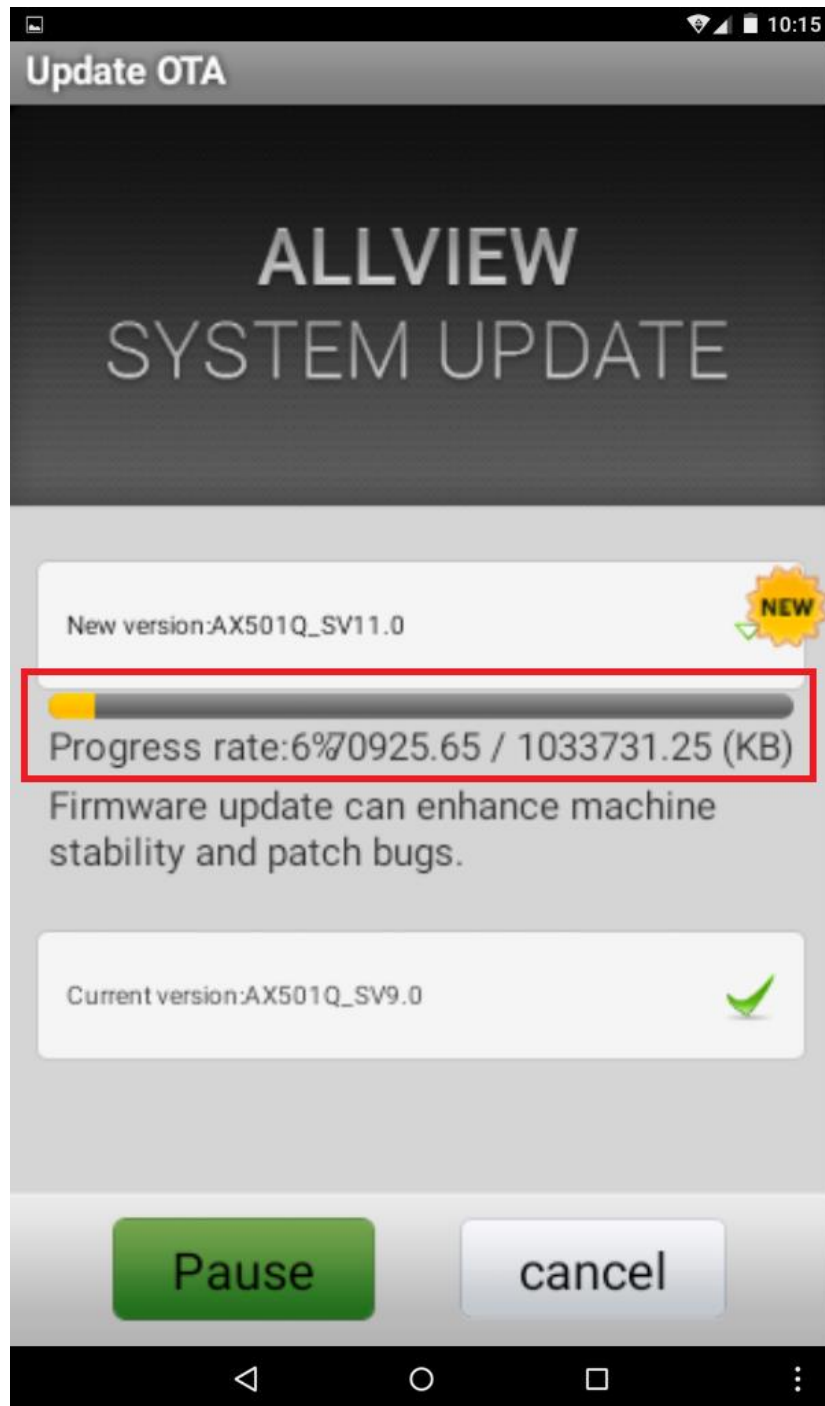 10:15
Update OTA
ALLVIEW
SYSTEM UPDATE
New version:AX501Q_SV11.0
NEW
Progress rate:6%70925.65 / 1033731.25 (KB)
Firmware update can enhance machine
stability and patch bugs.
Current version:AX501Q_SV9.0
Pause
cancel